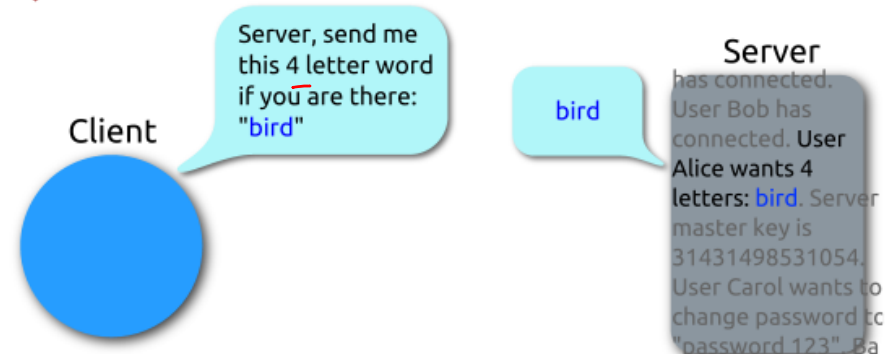 Client
Server, send me
this 4 letter word
if you are there:
"bird"
bird
Server
has connected.
User Bob has
connected. User
Alice wants 4
letters: bird. Server
master key is
31431498531054.
User Carol wants to
change password to
"password 123". Ba